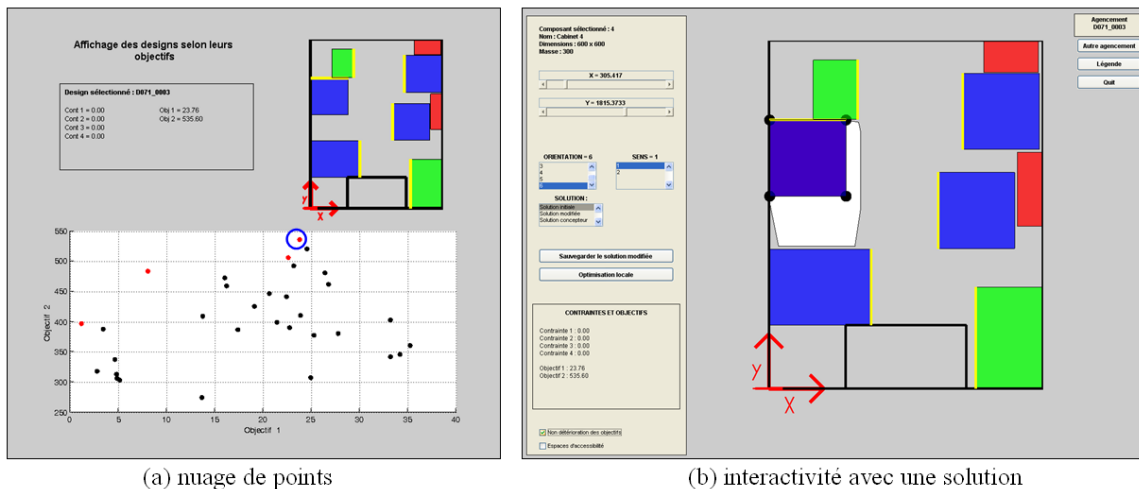 Affichage des designs selon leurs
objectifs
Design sélectionné : D071_0003
Cont 1 = 0.00 Obj 1 = 23.76
Cont 2 = 0.00 Obj 2 = 535.60
Cont 3 = 0.00
Cont 4 = 0.00
Y
X
550
500
450
400
350
300
250
Objectif 2
0 5 10 15 20 25 30 35 40
Objectif 1
(a) nuage de points
Composant sélectionné : 4
Nom : Cabinet 4
Dimensions : 600 x 600
Masse : 300
X = 305.417
Y = 1815.3733
ORIENTATION = 6 SENS = 1
3
4
5
6
1
2
SOLUTION :
Solution initiale
Solution modifiée
Solution concepteur
Sauvegarder le solution modifiée
Optimisation locale
CONTRAINTES ET OBJECTIFS
Contrainte 1 : 0.00
Contrainte 2 : 0.00
Contrainte 3 : 0.00
Contrainte 4 : 0.00
Objectif 1 : 23.76
Objectif 2 : 535.60
Non détérioration des objectifs
Espaces d'accessibilité
Y
X
Agencement
D071_0003
Autre agencement
Légende
Quit
(b) interactivité avec une solution